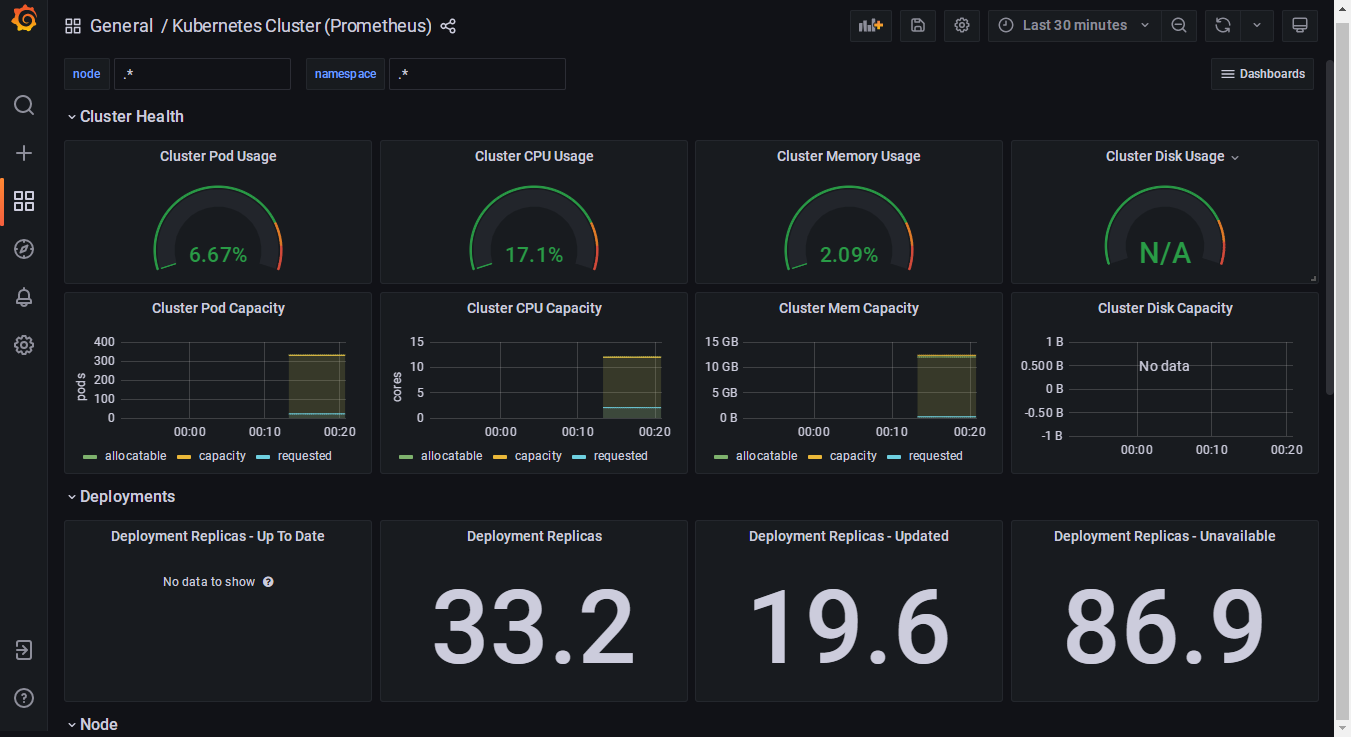 General / Kubernetes Cluster (Prometheus)
Last 30 minutes
node .* namespace .* Dashboards
Cluster Health
Cluster Pod Usage
6.67%
Cluster CPU Usage
17.1%
Cluster Memory Usage
2.09%
Cluster Disk Usage
N/A
Cluster Pod Capacity
pods
400
300
200
100
0
00:00 00:10 00:20
allocatable capacity requested
Cluster CPU Capacity
cores
15
10
5
0
00:00 00:10 00:20
allocatable capacity requested
Cluster Mem Capacity
15 GB
10 GB
5 GB
0 B
00:00 00:10 00:20
allocatable capacity requested
Cluster Disk Capacity
1 B
0.500 B
0 B
-0.50 B
-1 B
No data
00:00 00:10 00:20
Deployments
Deployment Replicas - Up To Date
No data to show ?
Deployment Replicas
33.2
Deployment Replicas - Updated
19.6
Deployment Replicas - Unavailable
86.9
Node